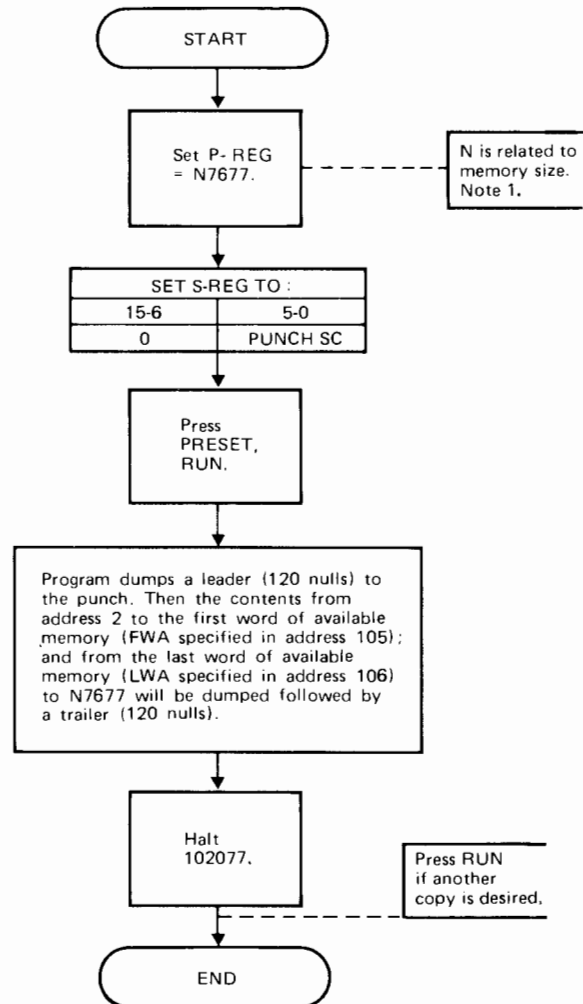 START
Set P- REG
= N7677.
N is related to
memory size.
Note 1.
SET S-REG TO :
15-6 5-0
0 PUNCH SC
Press
PRESET,
RUN.
Program dumps a leader (120 nulls) to
the punch. Then the contents from
address 2 to the first word of available
memory (FWA specified in address 105);
and from the last word of available
memory (LWA specified in address 106)
to N7677 will be dumped followed by
a trailer (120 nulls).
Halt
102077.
Press RUN
if another
copy is desired.
END